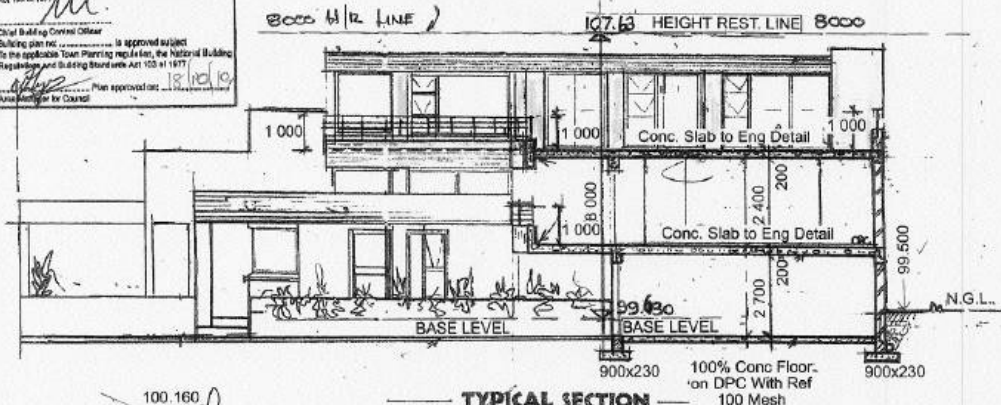 Chief Building Control Officer
Building plan no. is approved subject
To the applicable Town Planning regulation, the National Building
Regulations and Building Standards Act 103 of 1977
Plan approved on: 18/10/10
for Council
8000 H/R LINE
107.63 HEIGHT REST. LINE 8000
1 000
1 000
Conc. Slab to Eng Detail
1 000
200
8 000
2 400
1 000
Conc. Slab to Eng Detail
99.500
200
2 700
N.G.L.
BASE LEVEL
BASE LEVEL
900x230
100% Conc Floor
on DPC With Ref
100 Mesh
900x230
100.160
TYPICAL SECTION